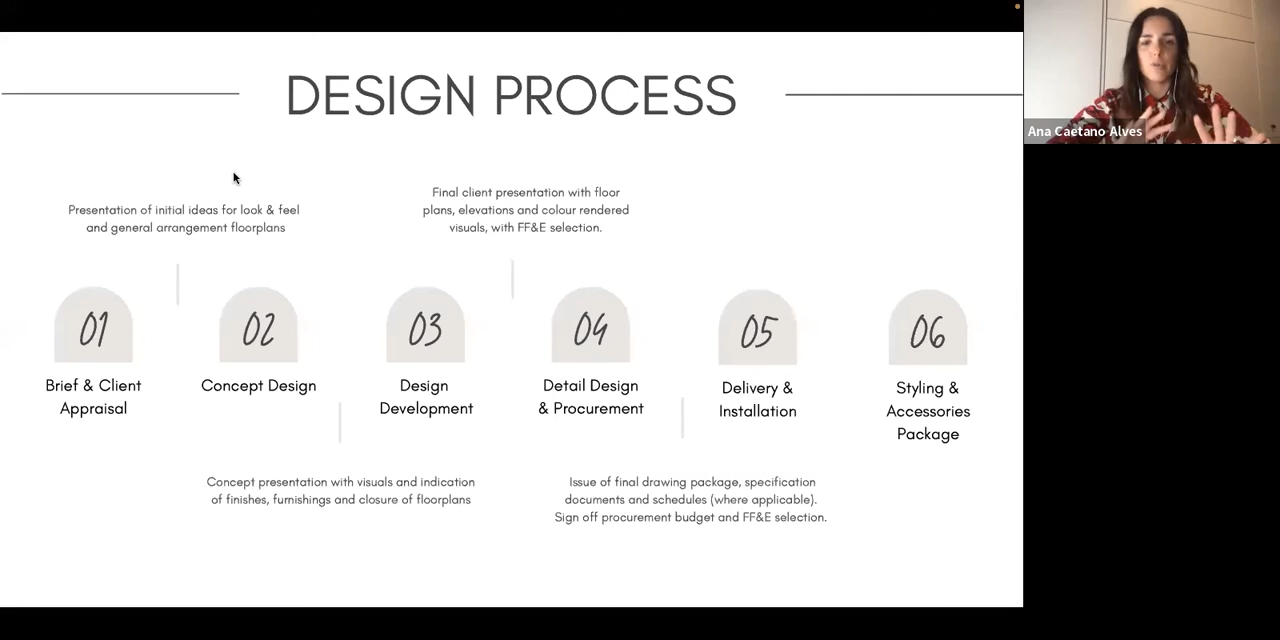 DESIGN PROCESS
Ana Caetano Alves
Presentation of initial ideas for look & feel
and general arrangement floorplans
Final client presentation with floor
plans, elevations and colour rendered
visuals, with FF&E selection.
01
02
03
04
05
06
Brief & Client
Appraisal
Concept Design
Design
Development
Detail Design
& Procurement
Delivery &
Installation
Styling &
Accessories
Package
Concept presentation with visuals and indication
of finishes, furnishings and closure of floorplans
Issue of final drawing package, specification
documents and schedules (where applicable).
Sign off procurement budget and FF&E selection.